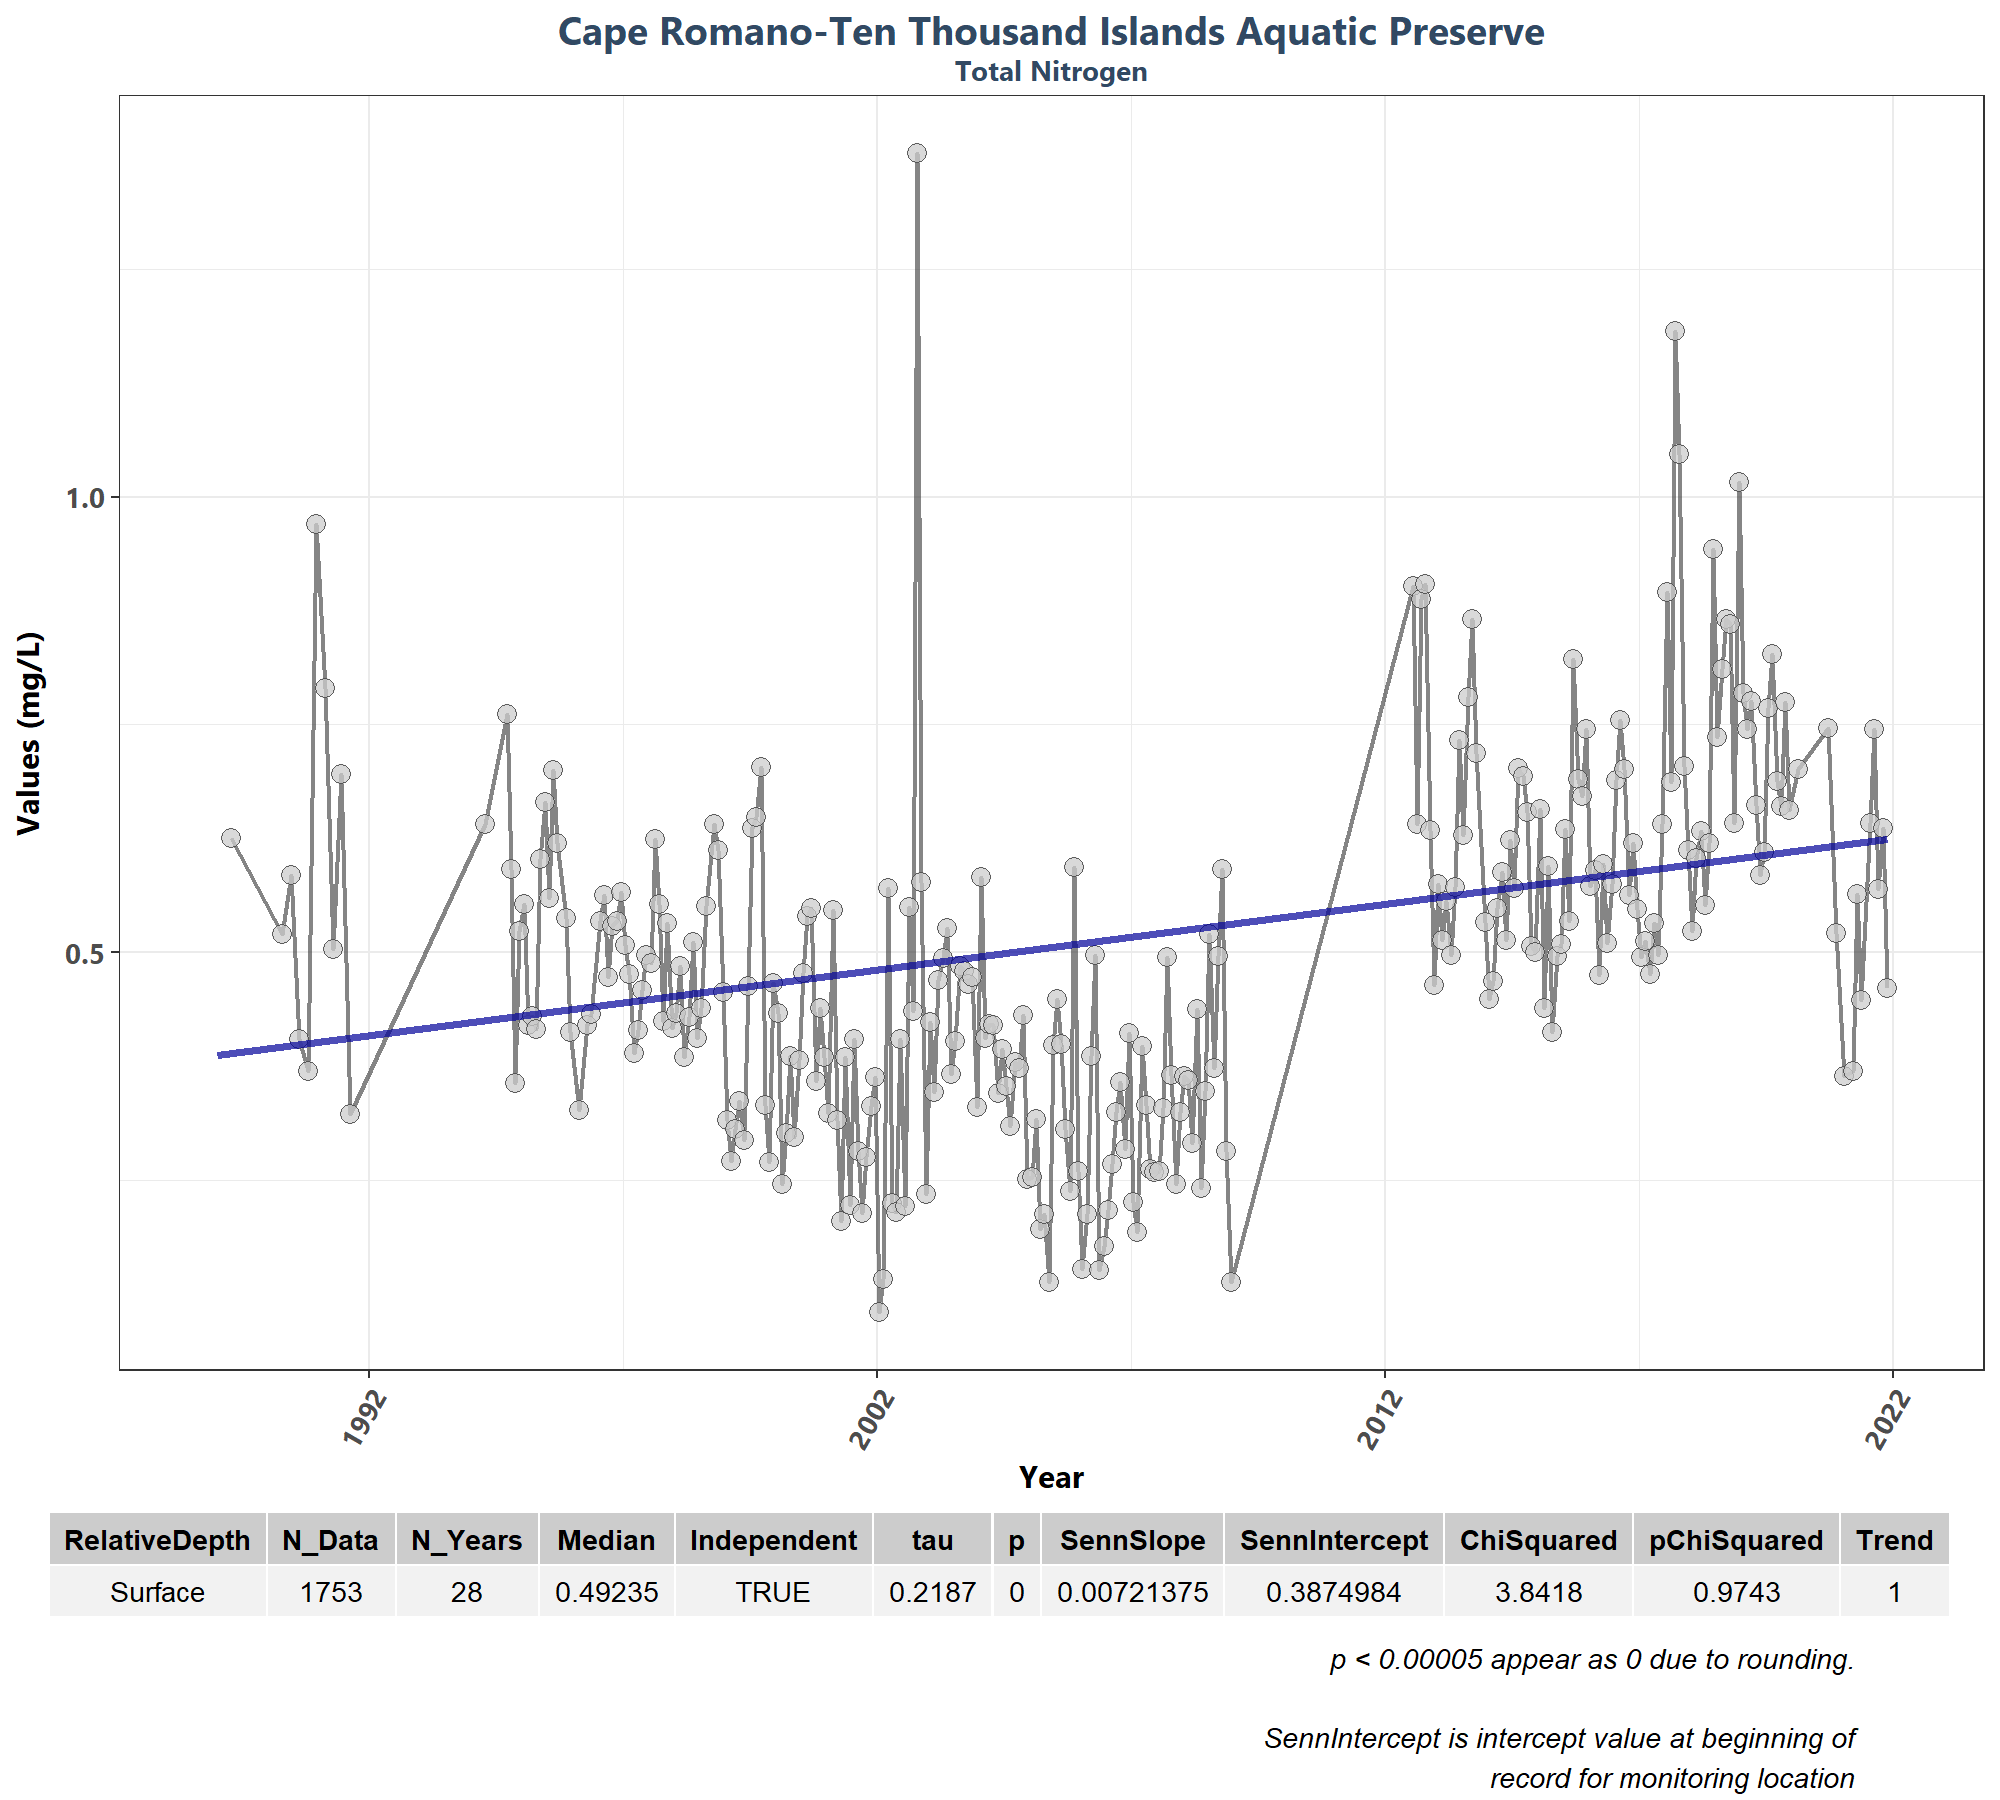 Cape Romano-Ten Thousand Islands Aquatic Preserve
Total Nitrogen
Values (mg/L)
1.0
0.5
1992
2002
2012
2022
Year
RelativeDepth N_Data N_Years Median Independent tau p SennSlope SennIntercept ChiSquared pChiSquared Trend
Surface 1753 28 0.49235 TRUE 0.2187 0 0.00721375 0.3874984 3.8418 0.9743 1
p < 0.00005 appear as 0 due to rounding.
SennIntercept is intercept value at beginning of
record for monitoring location